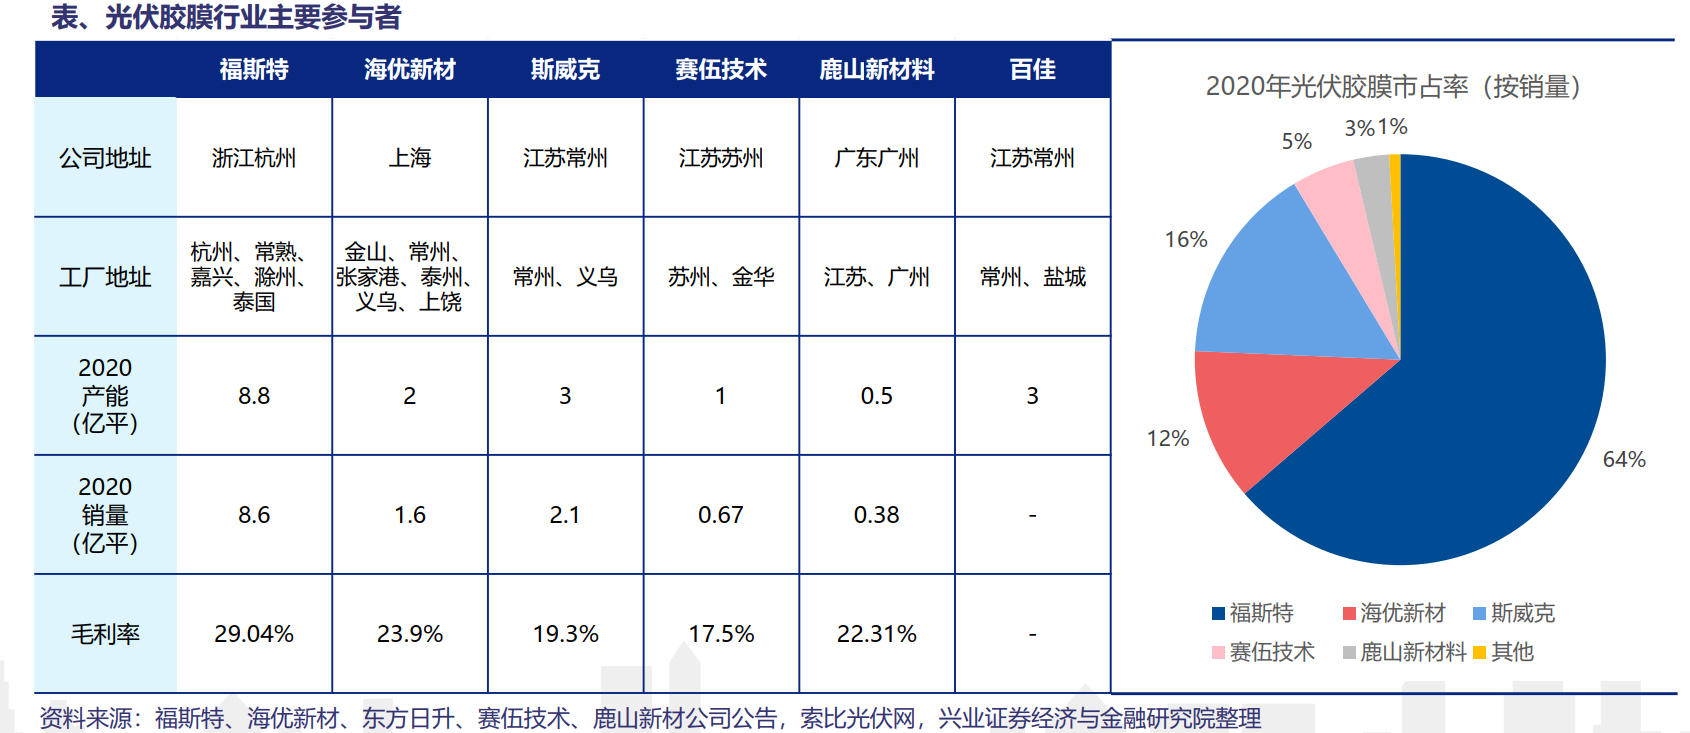 表、光伏胶膜行业主要参与者
福斯特 海优新材 斯威克 赛伍技术 鹿山新材料 百佳
公司地址 浙江杭州 上海 江苏常州 江苏苏州 广东广州 江苏常州
工厂地址
杭州、常熟、
嘉兴、滁州、
泰国
金山、常州、
张家港、泰州、
义乌、上饶
常州、义乌
苏州、金华
江苏、广州
常州、盐城
2020
产能
（亿平）
8.8 2 3 1 0.5 3
2020
销量
（亿平）
8.6 1.6 2.1 0.67 0.38 -
毛利率 29.04% 23.9% 19.3% 17.5% 22.31% -
2020年光伏胶膜市占率（按销量）
5% 3% 1%
16%
12%
64%
福斯特 海优新材 斯威克
赛伍技术 鹿山新材料 其他
资料来源：福斯特、海优新材、东方日升、赛伍技术、鹿山新材公司公告，索比光伏网，兴业证券经济与金融研究院整理